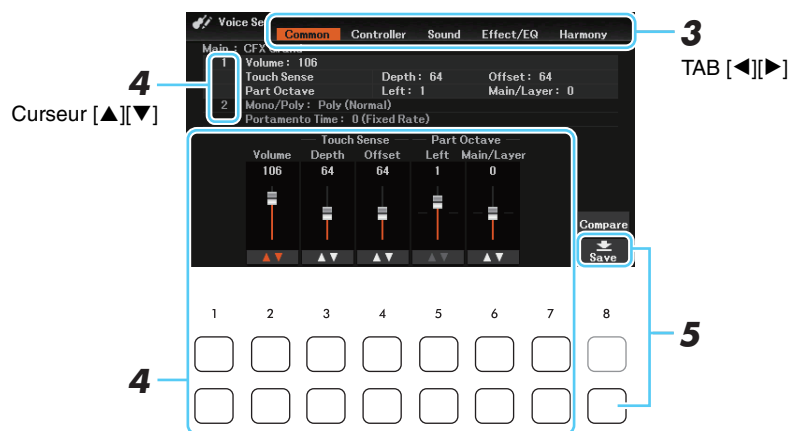 Voice Se
Common Controller Sound Effect/EQ Harmony
3
TAB [◀][▶]
Main : CFX Grand
1 Volume : 106
Touch Sense Depth : 64 Offset : 64
Part Octave Left : 1 Main/Layer : 0
2 Mono/Poly : Poly (Normal)
Portamento Time : 0 (Fixed Rate)
4
Curseur [▲][▼]
Touch Sense Part Octave
Volume Depth Offset Left Main/Layer
106 64 64 1 0
▲▼ ▲▼ ▲▼ ▲▼ ▲▼
Compare
Save
1 2 3 4 5 6 7 8
5
4